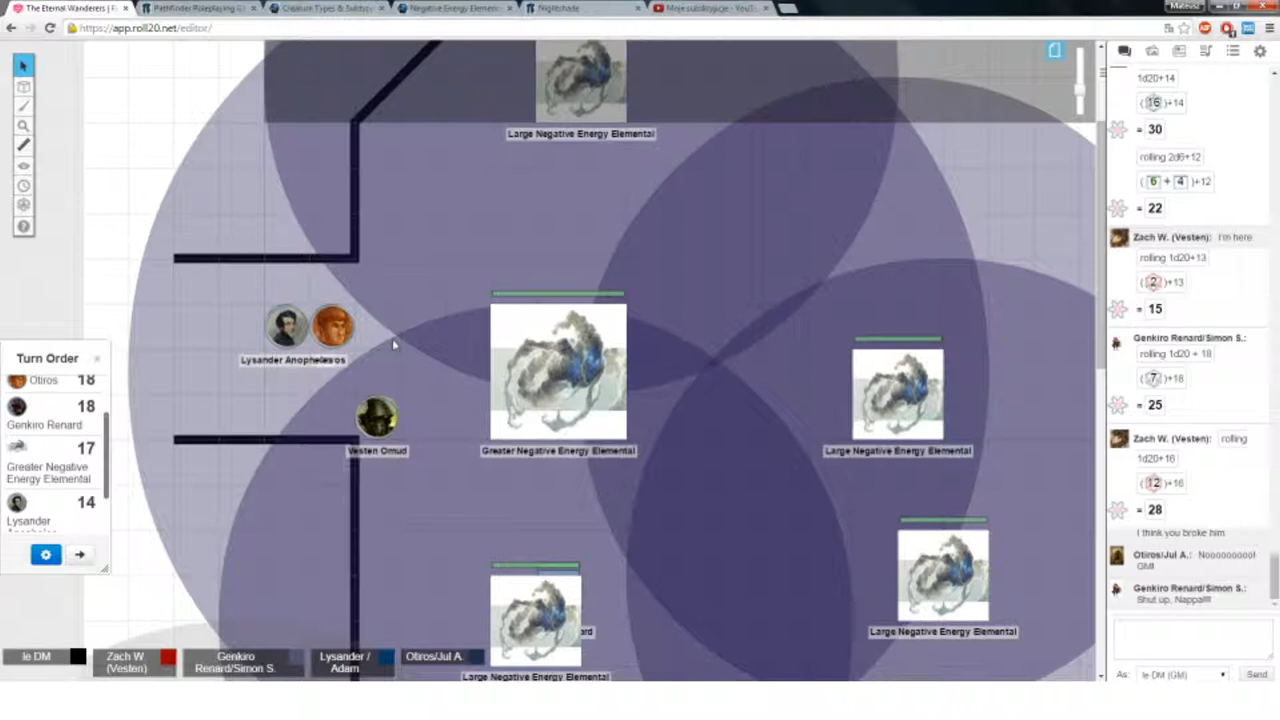 The Eternal Wanderers | R
Pathfinder Roleplaying G
Creature Types & Subtyp
Negative Energy Elemen
Nightshade
Moje subskrypcje - YouT
Mateusz
https://app.roll20.net/editor/
Large Negative Energy Elemental
Lysander Anopheles
Vesten Omud
Greater Negative Energy Elemental
Large Negative Energy Elemental
Large Negative Energy Elemental
ard
Large Negative Energy Elemental
Turn Order
Otiros 18
18
Genkiro Renard
17
Greater Negative
Energy Elemental
14
Lysander
le DM
Zach W
(Vesten)
Genkiro
Renard/Simon S.
Lysander /
Adam
Otiros/Jul A.
1d20+14
(16)+14
= 30
rolling 2d6+12
(6 + 4)+12
= 22
Zach W. (Vesten): I'm here
rolling 1d20+13
(2)+13
= 15
Genkiro Renard/Simon S.:
rolling 1d20 + 18
(7)+18
= 25
Zach W. (Vesten): rolling
1d20+16
(12)+16
= 28
I think you broke him
Otiros/Jul A.: Nooooooooo!
GM!
Genkiro Renard/Simon S.:
Shut up, Nappa!!!!
As: le DM (GM)
Send